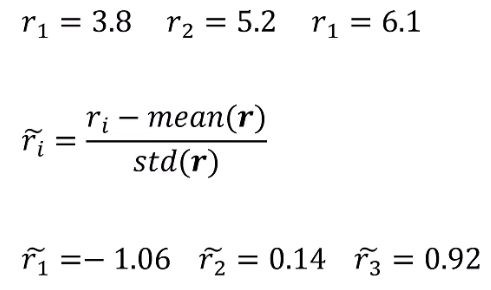 r₁ = 3.8 r₂ = 5.2 r₁ = 6.1
r̃ᵢ = (rᵢ − mean(r)) / std(r)
r̃₁ =− 1.06 r̃₂ = 0.14 r̃₃ = 0.92